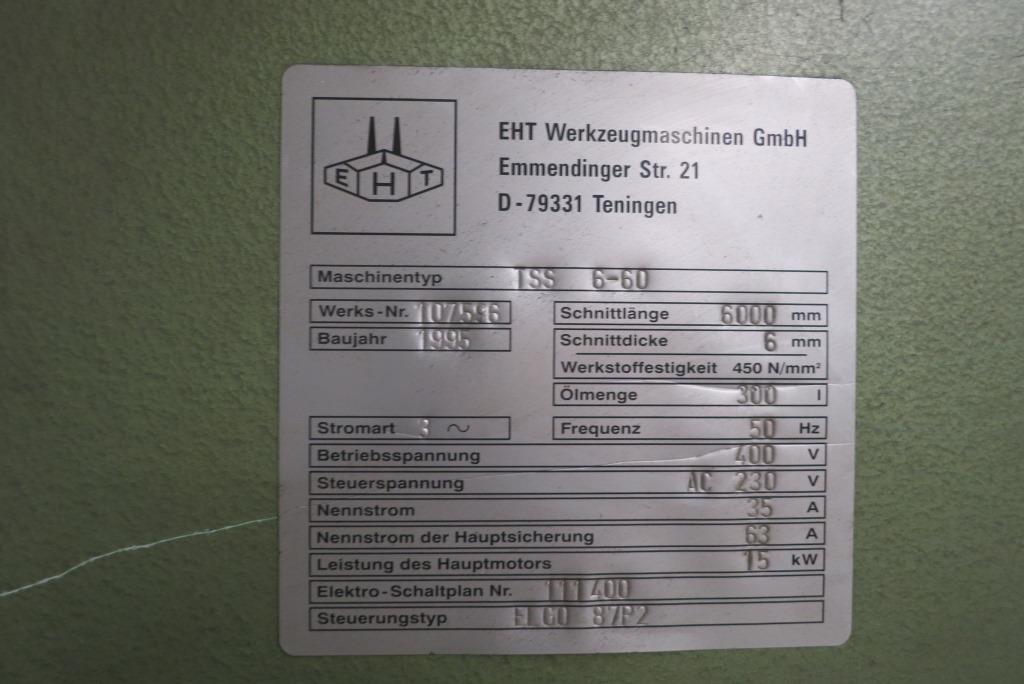 EHT
EHT Werkzeugmaschinen GmbH
Emmendinger Str. 21
D-79331 Teningen
Maschinentyp TSS 6-60
Werks-Nr. 107596
Baujahr 1995
Schnittlänge 6000 mm
Schnittdicke 6 mm
Werkstoffestigkeit 450 N/mm²
Ölmenge 300 l
Stromart 3 ~
Frequenz 50 Hz
Betriebsspannung 400 V
Steuerspannung AC 230 V
Nennstrom 35 A
Nennstrom der Hauptsicherung 63 A
Leistung des Hauptmotors 15 kW
Elektro-Schaltplan Nr. 111400
Steuerungstyp ELGO 87P2